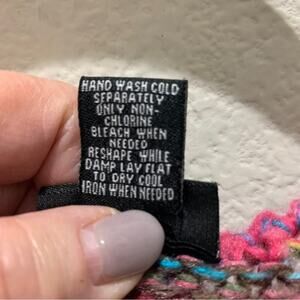 HAND WASH COLD
SEPARATELY
ONLY NON-
CHLORINE
BLEACH WHEN
NEEDED
RESHAPE WHILE
DAMP LAY FLAT
TO DRY COOL
IRON WHEN NEEDED